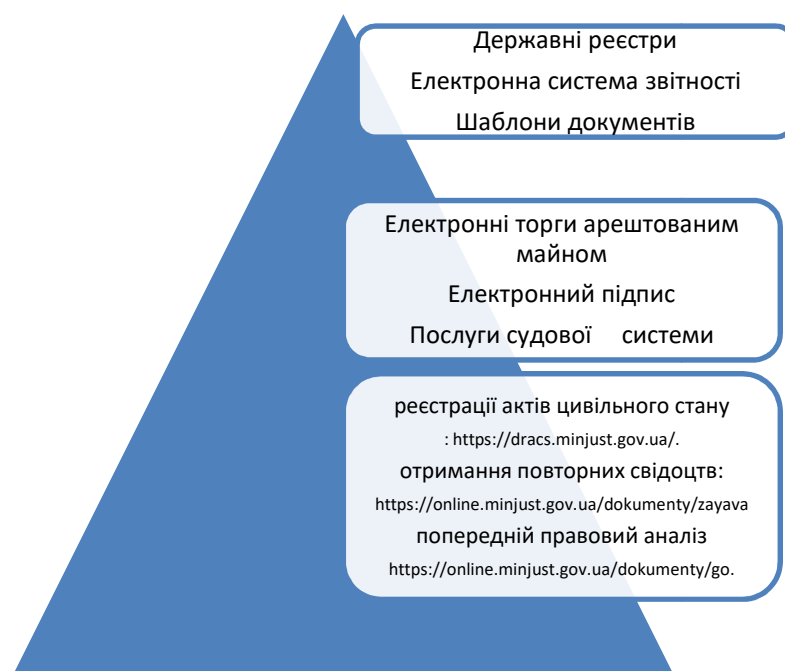 Державні реєстри
Електронна система звітності
Шаблони документів
Електронні торги арештованим
майном
Електронний підпис
Послуги судової системи
реєстрації актів цивільного стану
: https://dracs.minjust.gov.ua/.
отримання повторних свідоцтв:
https://online.minjust.gov.ua/dokumenty/zayava
попередній правовий аналіз
https://online.minjust.gov.ua/dokumenty/go.